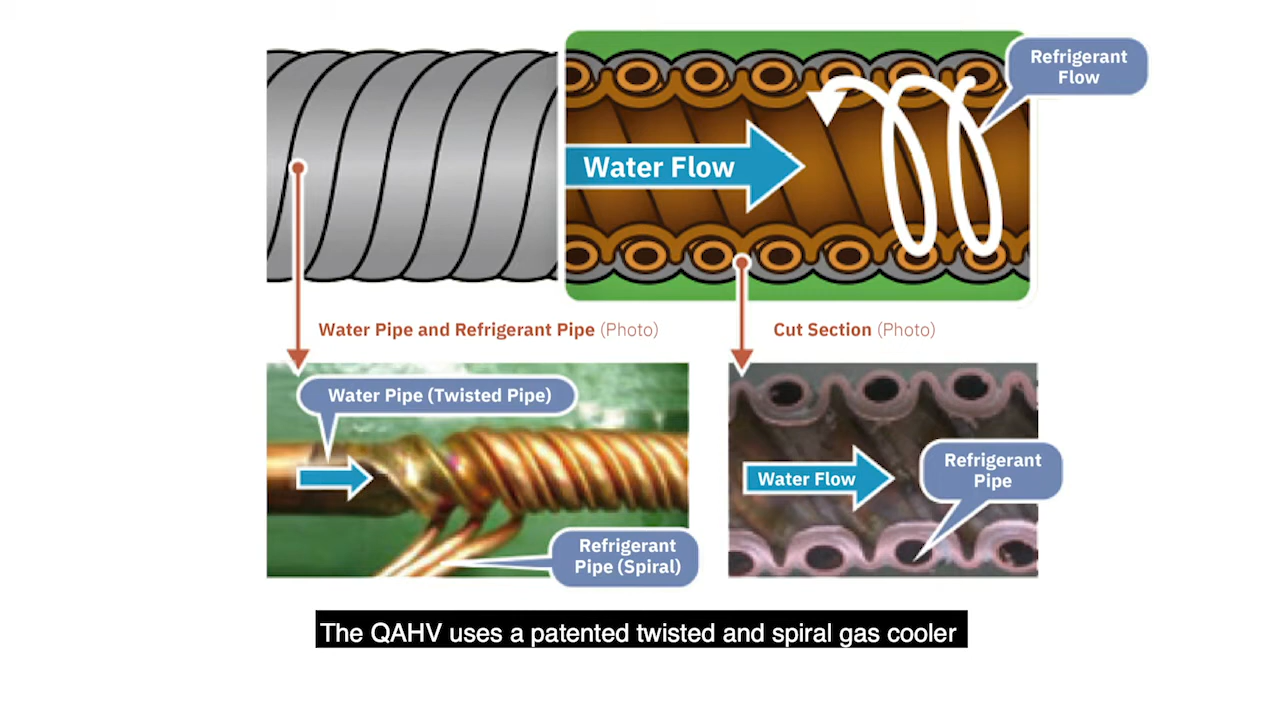 Refrigerant
Flow
Water Flow
Water Pipe and Refrigerant Pipe (Photo)
Cut Section (Photo)
Water Pipe (Twisted Pipe)
Water Flow
Refrigerant
Pipe
Refrigerant
Pipe (Spiral)
The QAHV uses a patented twisted and spiral gas cooler